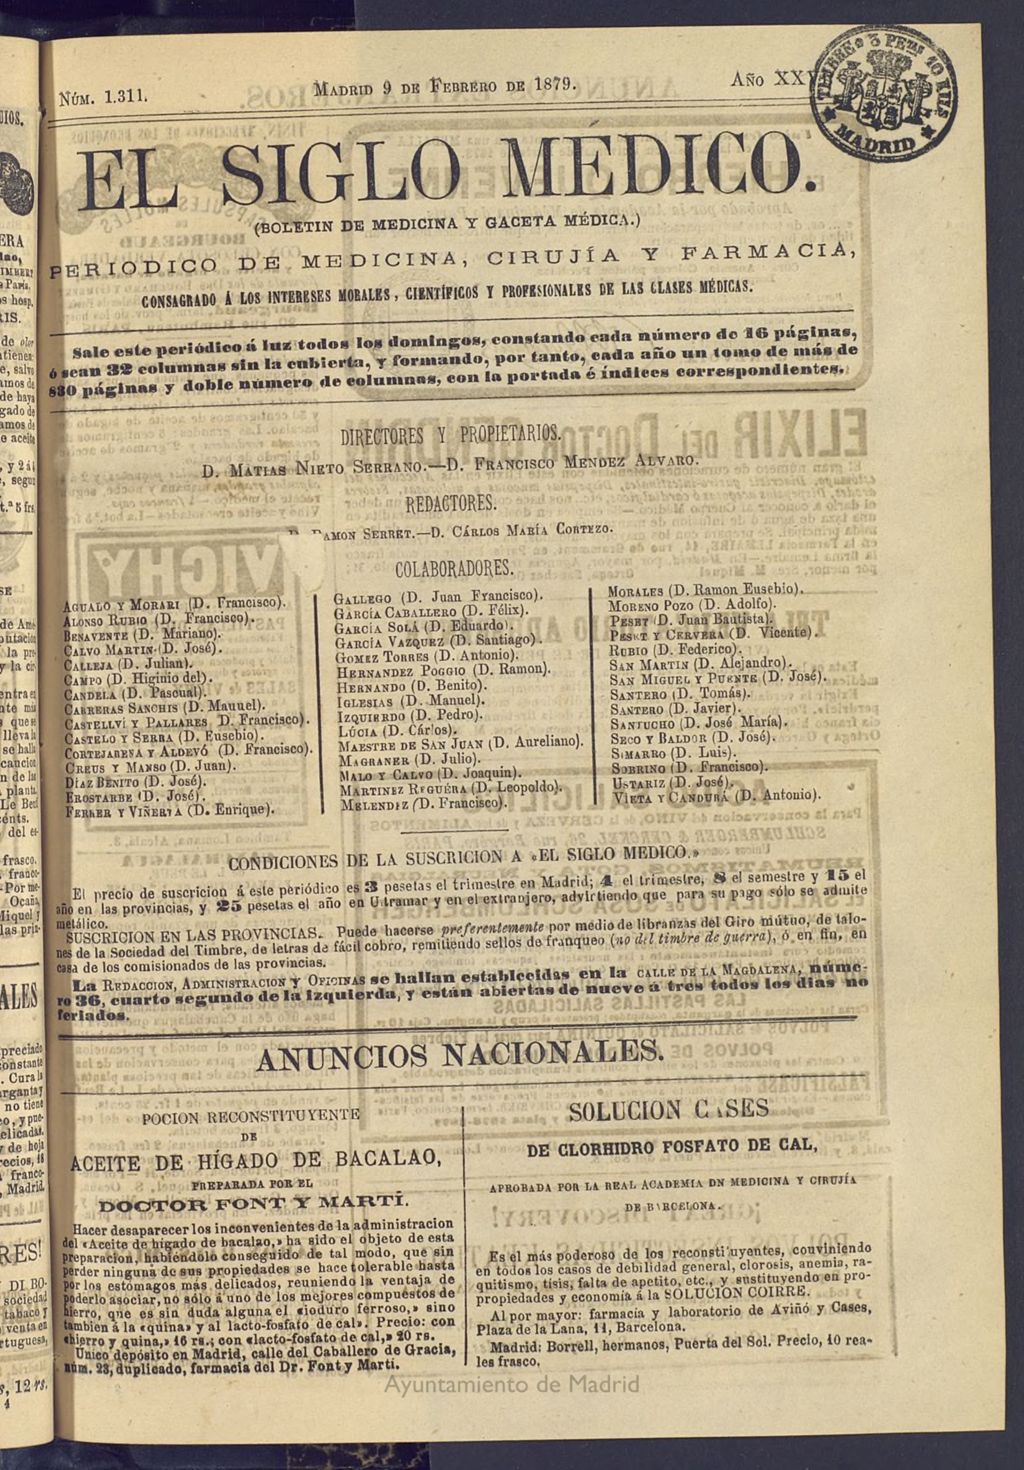 NÚM. 1.311.
MADRID 9 DE FEBRERO DE 1879.
AÑO XX
TIMBRE 3 PETAS 10 KILS
MADRID
EL SIGLO MÉDICO.
(BOLETIN DE MEDICINA Y GACETA MÉDICA.)
PERIODICO DE MEDICINA, CIRUJÍA Y FARMACIA,
CONSAGRADO Á LOS INTERESES MORALES, CIENTÍFICOS Y PROFESIONALES DE LAS CLASES MÉDICAS.
Sale este periódico á luz todos los domingos, constando cada número de 16 páginas,
ó sean 32 columnas sin la cubierta, y formando, por tanto, cada año un tomo de más de
830 páginas y doble número de columnas, con la portada é índices correspondientes.
DIRECTORES Y PROPIETARIOS.
D. MATIAS NIETO SERRANO.—D. FRANCISCO MENDEZ ALVARO.
REDACTORES.
RAMON SERRET.—D. CÁRLOS MARÍA CORTEZO.
COLABORADORES.
AGUALO Y MORARI (D. Francisco).
ALONSO RUBIO (D. Francisco).
BENAVENTE (D. Mariano).
CALVO MARTIN (D. José).
CALLEJA (D. Julian).
CAMPO (D. Higinio del).
CANDELA (D. Pascual).
CARRERAS SANCHIS (D. Manuel).
CASTELLVÍ Y PALLARES D. Francisco).
CASTELO Y SERRA (D. Eusebio).
CORTEJARENA Y ALDEVÓ (D. Francisco).
CREUS Y MANSO (D. Juan).
DÍAZ BENITO (D. José).
EROSTARBE (D. José).
FERRER Y VIÑERTA (D. Enrique).
GALLEGO (D. Juan Francisco).
GARCÍA CABALLERO (D. Félix).
GARCÍA SOLÁ (D. Eduardo).
GARCÍA VAZQUEZ (D. Santiago).
GOMEZ TORRES (D. Antonio).
HERNANDEZ POGGIO (D. Ramon).
HERNANDO (D. Benito).
IGLESIAS (D. Manuel).
IZQUIERDO (D. Pedro).
LÚCIA (D. Cárlos).
MAESTRE DE SAN JUAN (D. Aureliano).
MAGRANER (D. Julio).
MALO Y CALVO (D. Joaquin).
MARTINEZ REGUERA (D. Leopoldo).
MELENDEZ (D. Francisco).
MORALES (D. Ramon Eusebio).
MORENO POZO (D. Adolfo).
PESET (D. Juan Bautista).
PESET Y CERVERA (D. Vicente).
RUBIO (D. Federico).
SAN MARTIN (D. Alejandro).
SAN MIGUEL Y PUENTE (D. José).
SANTERO (D. Tomás).
SANTERO (D. Javier).
SANTUCHO (D. José María).
SECO Y BALDOR (D. José).
SIMARRO (D. Luis).
SOBRINO (D. Francisco).
USTARIZ (D. José).
VIETA Y CANDURÁ (D. Antonio).
CONDICIONES DE LA SUSCRICION A «EL SIGLO MEDICO.»
El precio de suscricion á este periódico es 3 pesetas el trimestre en Madrid; 4 el trimestre, 8 el semestre y 15 el
año en las provincias, y 25 pesetas el año en Ultramar y en el extranjero, advirtiendo que para su pago sólo se admite
metálico.
SUSCRICION EN LAS PROVINCIAS. Puede hacerse preferentemente por medio de libranzas del Giro mútuo, de talo-
nes de la Sociedad del Timbre, de letras de fácil cobro, remitiendo sellos de franqueo (no del timbre de guerra), ó en fin, en
casa de los comisionados de las provincias.
LA REDACCION, ADMINISTRACION Y OFICINAS se hallan establecidas en la CALLE DE LA MAGDALENA, núme-
ro 36, cuarto segundo de la izquierda, y están abiertas de nueve á tres todos los dias no
feriados.
ANUNCIOS NACIONALES.
POCION RECONSTITUYENTE
DE
ACEITE DE HÍGADO DE BACALAO,
PREPARADA POR EL
DOCTOR FONT Y MARTÍ.
Hacer desaparecer los inconvenientes de la administracion
del «Aceite de hígado de bacalao,» ha sido el objeto de esta
preparacion, habiéndolo conseguido de tal modo, que sin
perder ninguna de sus propiedades se hace tolerable hasta
por los estómagos más delicados, reuniendo la ventaja de
poderlo asociar, no sólo á uno de los mejores compuestos de
hierro, que es sin duda alguna el «ioduro ferroso,» sino
tambien á la «quina» y al lacto-fosfato de cal». Precio: con
«hierro y quina,» 16 rs.; con «lacto-fosfato de cal,» 20 rs.
Unico depósito en Madrid, calle del Caballero de Gracia,
núm. 23, duplicado, farmacia del Dr. Font y Martí.
SOLUCION CASES
DE CLORHIDRO FOSFATO DE CAL,
APROBADA POR LA REAL ACADEMIA DN MEDICINA Y CIRUJÍA
DE BARCELONA.
Es el más poderoso de los reconstituyentes, conviniendo
en todos los casos de debilidad general, clorosis, anemia, ra-
quitismo, tisis, falta de apetito, etc., y sustituyendo en pro-
propiedades y economía á la SOLUCION COIRRE.
Al por mayor: farmacia y laboratorio de Aviñó y Cases,
Plaza de la Lana, 11, Barcelona.
Madrid: Borrell, hermanos, Puerta del Sol. Precio, 10 rea-
les frasco.
Ayuntamiento de Madrid